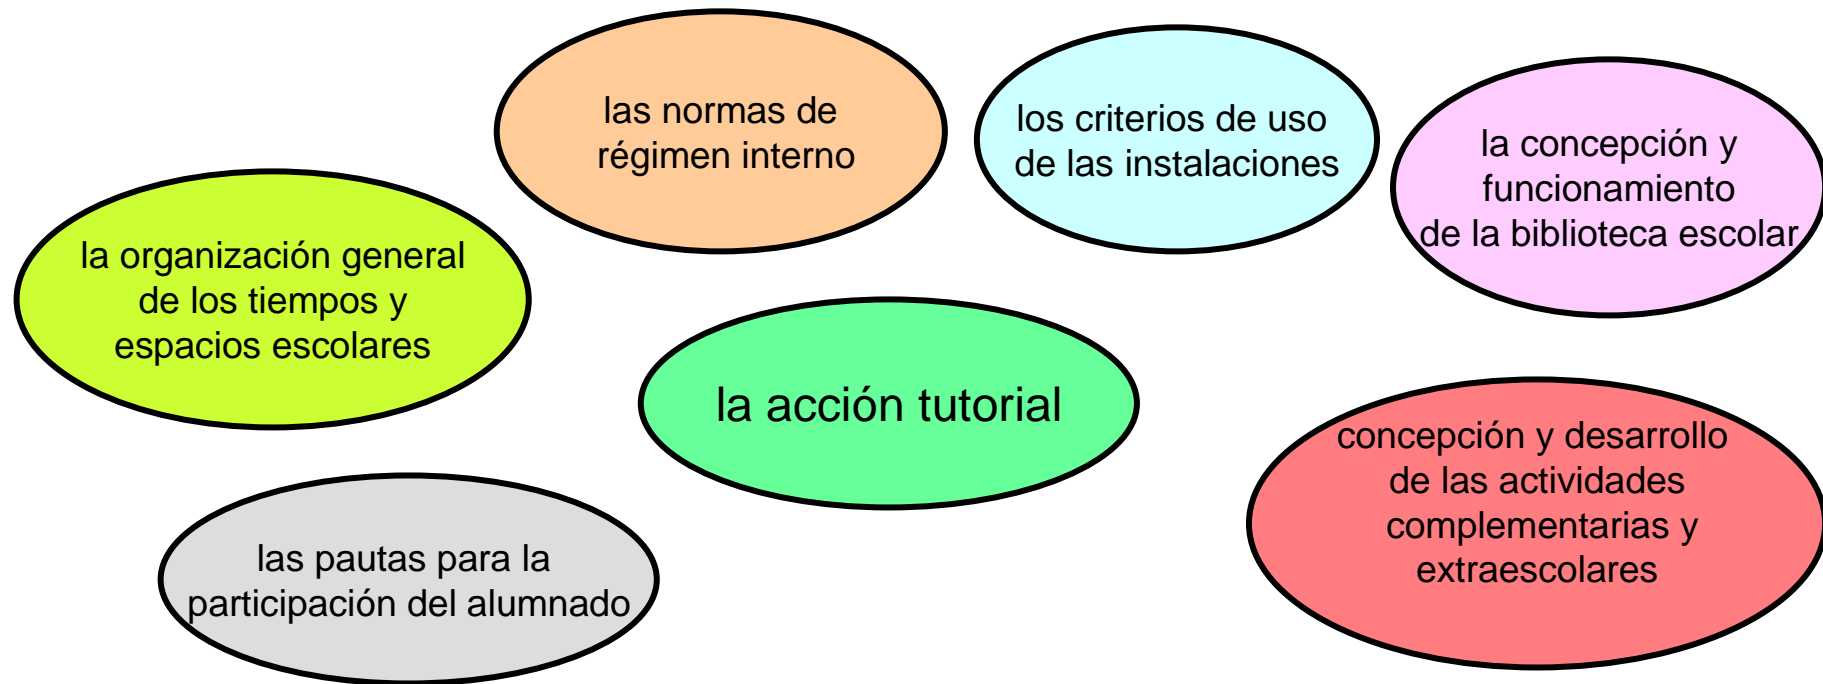 las normas de
régimen interno
los criterios de uso
de las instalaciones
la concepción y
funcionamiento
de la biblioteca escolar
la organización general
de los tiempos y
espacios escolares
la acción tutorial
concepción y desarrollo
de las actividades
complementarias y
extraescolares
las pautas para la
participación del alumnado